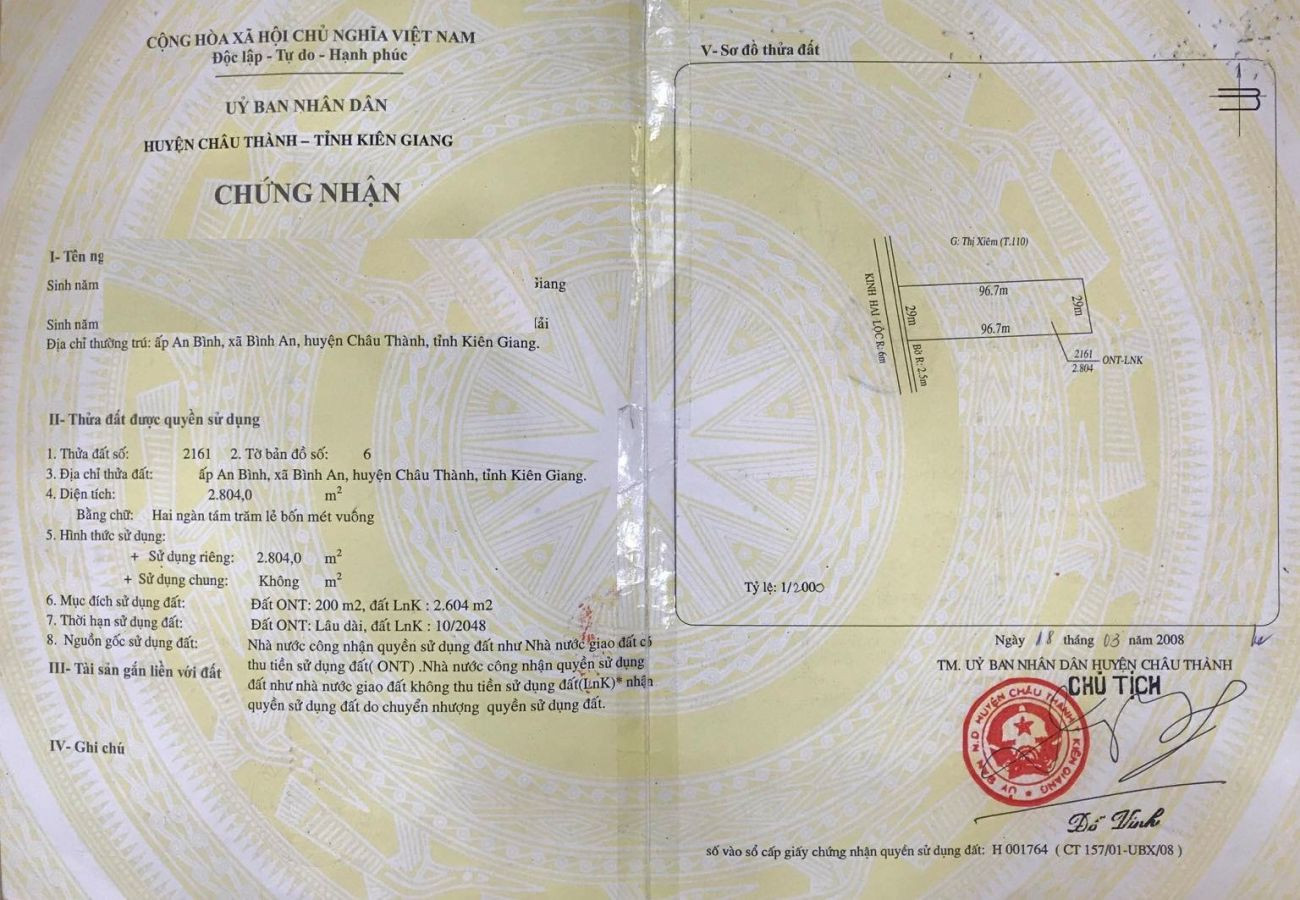 CỘNG HÒA XÃ HỘI CHỦ NGHĨA VIỆT NAM
Độc lập - Tự do - Hạnh phúc
UỶ BAN NHÂN DÂN
HUYỆN CHÂU THÀNH – TỈNH KIÊN GIANG
CHỨNG NHẬN
I- Tên ng
Sinh năm
Giang
Sinh năm
Hải
Địa chỉ thường trú: ấp An Bình, xã Bình An, huyện Châu Thành, tỉnh Kiên Giang.
II- Thửa đất được quyền sử dụng
1. Thửa đất số: 2161 2. Tờ bản đồ số: 6
3. Địa chỉ thửa đất: ấp An Bình, xã Bình An, huyện Châu Thành, tỉnh Kiên Giang.
4. Diện tích: 2.804,0 m2
Bằng chữ: Hai ngàn tám trăm lẻ bốn mét vuông
5. Hình thức sử dụng:
+ Sử dụng riêng: 2.804,0 m2
+ Sử dụng chung: Không m2
6. Mục đích sử dụng đất: Đất ONT: 200 m2, đất LnK : 2.604 m2
7. Thời hạn sử dụng đất: Đất ONT: Lâu dài, đất LnK : 10/2048
8. Nguồn gốc sử dụng đất: Nhà nước công nhận quyền sử dụng đất như Nhà nước giao đất có
thu tiền sử dụng đất( ONT) .Nhà nước công nhận quyền sử dụng
đất như nhà nước giao đất không thu tiền sử dụng đất(LnK)* nhận
quyền sử dụng đất do chuyển nhượng quyền sử dụng đất.
III- Tài sản gắn liền với đất
IV- Ghi chú
V- Sơ đồ thửa đất
B
G: Thị Xiêm (T.110)
96.7m
29m
29m
96.7m
KINH HAI LỘC R: 6m
Bờ R: 2.5m
2161
2.804
ONT-LNK
Tỷ lệ: 1/2000
Ngày 18 tháng 03 năm 2008
TM. UỶ BAN NHÂN DÂN HUYỆN CHÂU THÀNH
CHỦ TỊCH
ỦY BAN N.D HUYỆN CHÂU THÀNH KIÊN GIANG
Đỗ Vinh
số vào sổ cấp giấy chứng nhận quyền sử dụng đất: H 001764 ( CT 157/01-UBX/08 )